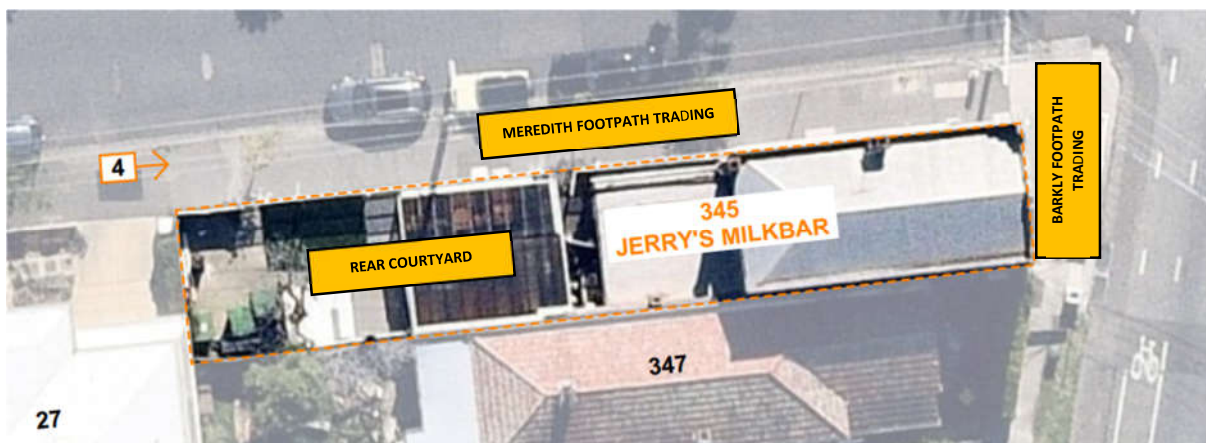 BARKLY FOOTPATH
TRADING
MEREDITH FOOTPATH TRADING
4
345
JERRY'S MILKBAR
REAR COURTYARD
347
27